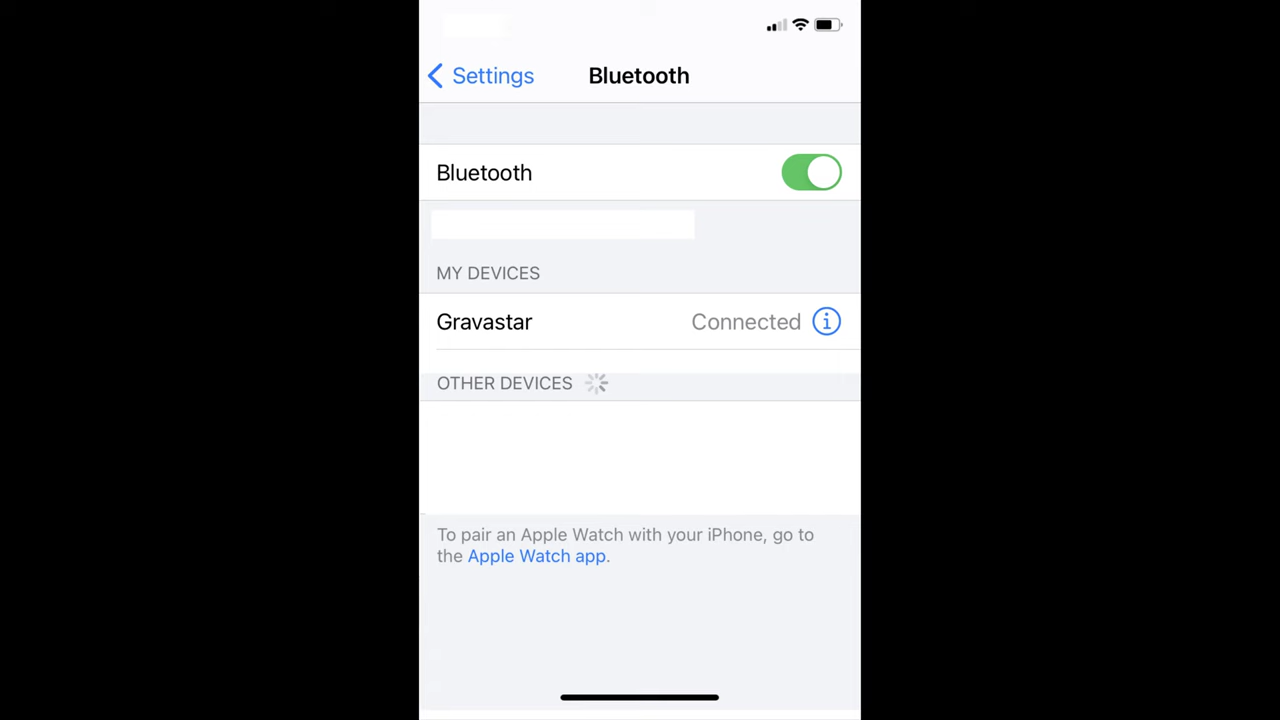 Settings
Bluetooth
Bluetooth
MY DEVICES
Gravastar Connected
OTHER DEVICES
To pair an Apple Watch with your iPhone, go to
the Apple Watch app.